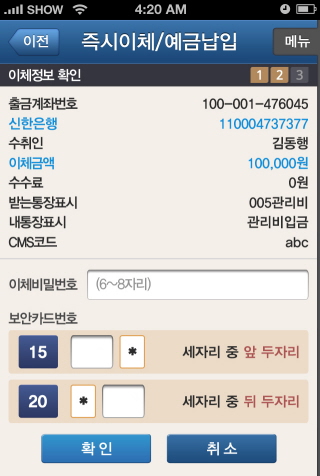 SHOW 4:20 AM
이전 즉시이체/예금납입 메뉴
이체정보 확인 1 2 3
출금계좌번호 100-001-476045
신한은행 110004737377
수취인 김동행
이체금액 100,000원
수수료 0원
받는통장표시 005관리비
내통장표시 관리비입금
CMS코드 abc
이체비밀번호 (6~8자리)
보안카드번호
15 * 세자리 중 앞 두자리
20 * 세자리 중 뒤 두자리
확인 취소